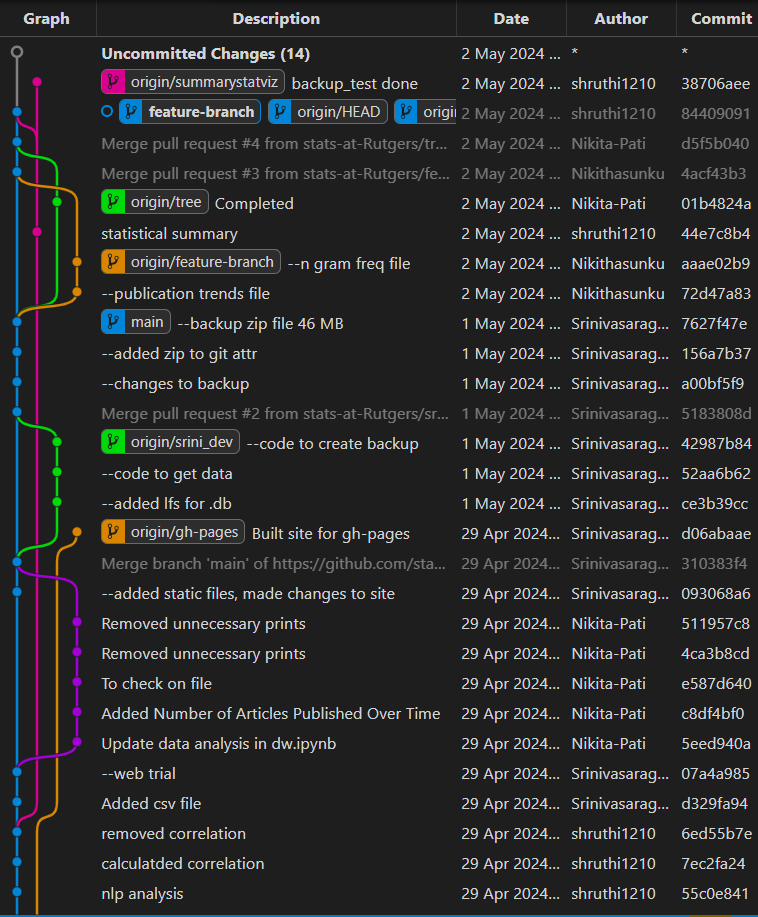 Graph Description Date Author Commit
Uncommitted Changes (14) 2 May 2024 ... * *
origin/summarystatviz backup_test done 2 May 2024 ... shruthi1210 38706aee
feature-branch origin/HEAD origi 2 May 2024 ... shruthi1210 84409091
Merge pull request #4 from stats-at-Rutgers/tr... 2 May 2024 ... Nikita-Pati d5f5b040
Merge pull request #3 from stats-at-Rutgers/fe... 2 May 2024 ... Nikithasunku 4acf43b3
origin/tree Completed 2 May 2024 ... Nikita-Pati 01b4824a
statistical summary 2 May 2024 ... shruthi1210 44e7c8b4
origin/feature-branch --n gram freq file 2 May 2024 ... Nikithasunku aaae02b9
--publication trends file 2 May 2024 ... Nikithasunku 72d47a83
main --backup zip file 46 MB 1 May 2024 ... Srinivasarag... 7627f47e
--added zip to git attr 1 May 2024 ... Srinivasarag... 156a7b37
--changes to backup 1 May 2024 ... Srinivasarag... a00bf5f9
Merge pull request #2 from stats-at-Rutgers/sr... 1 May 2024 ... Srinivasarag... 5183808d
origin/srini_dev --code to create backup 1 May 2024 ... Srinivasarag... 42987b84
--code to get data 1 May 2024 ... Srinivasarag... 52aa6b62
--added lfs for .db 1 May 2024 ... Srinivasarag... ce3b39cc
origin/gh-pages Built site for gh-pages 29 Apr 2024... Srinivasarag... d06abaae
Merge branch 'main' of https://github.com/sta... 29 Apr 2024... Srinivasarag... 310383f4
--added static files, made changes to site 29 Apr 2024... Srinivasarag... 093068a6
Removed unnecessary prints 29 Apr 2024... Nikita-Pati 511957c8
Removed unnecessary prints 29 Apr 2024... Nikita-Pati 4ca3b8cd
To check on file 29 Apr 2024... Nikita-Pati e587d640
Added Number of Articles Published Over Time 29 Apr 2024... Nikita-Pati c8df4bf0
Update data analysis in dw.ipynb 29 Apr 2024... Nikita-Pati 5eed940a
--web trial 29 Apr 2024... Srinivasarag... 07a4a985
Added csv file 29 Apr 2024... Srinivasarag... d329fa94
removed correlation 29 Apr 2024... shruthi1210 6ed55b7e
calculatded correlation 29 Apr 2024... shruthi1210 7ec2fa24
nlp analysis 29 Apr 2024... shruthi1210 55c0e841